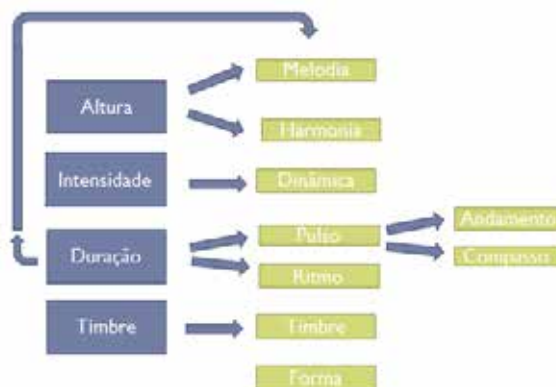 Melodia
Altura
Harmonia
Intensidade
Dinâmica
Andamento
Pulso
Duração
Compasso
Ritmo
Timbre
Timbre
Forma